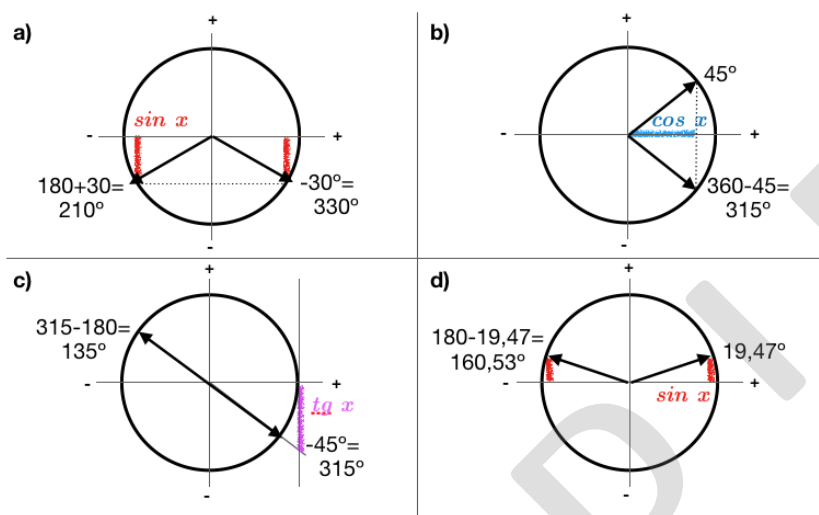 a)
+
sin x
-
+
180+30=
210º
-30º=
330º
-
b)
+
45º
cos x
-
+
360-45=
315º
-
c)
+
315-180=
135º
-
+
tg x
-45º=
315º
-
d)
+
180-19,47=
160,53º
19,47º
-
+
sin x
-
D I